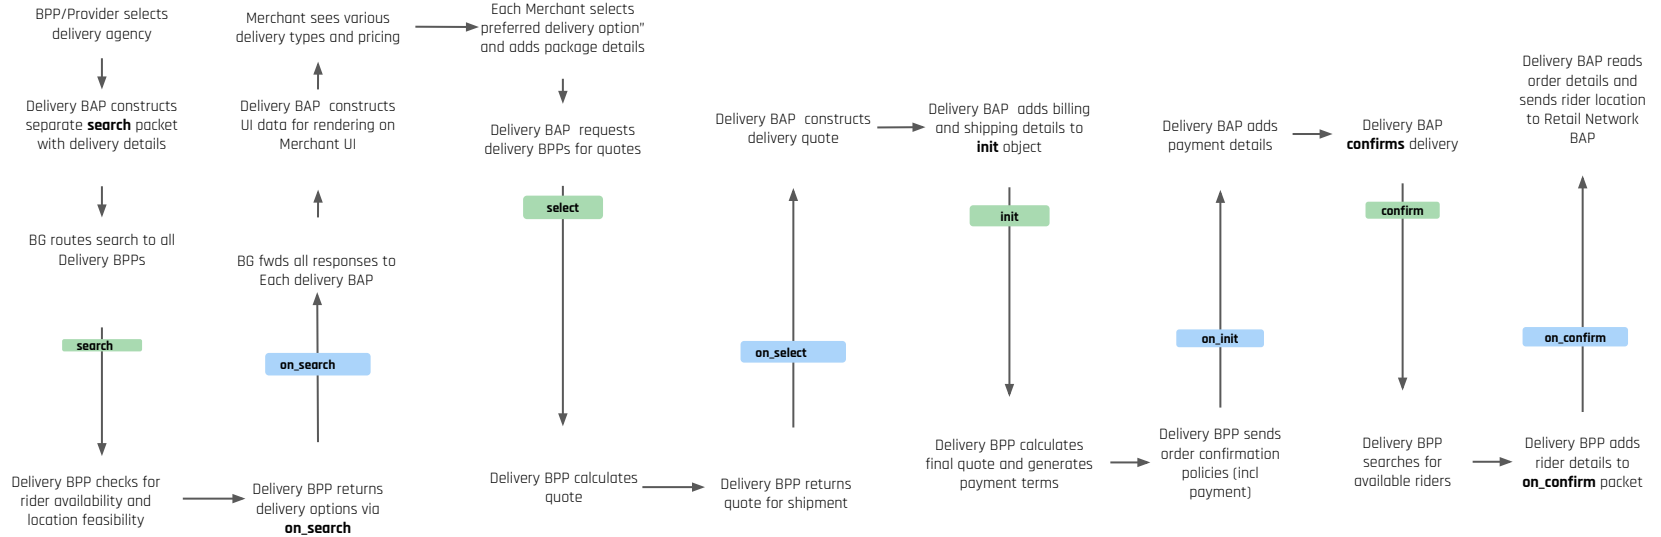 BPP/Provider selects
delivery agency
Delivery BAP constructs
separate search packet
with delivery details
BG routes search to all
Delivery BPPs
search
Delivery BPP checks for
rider availability and
location feasibility
Delivery BPP returns
delivery options via
on_search
on_search
BG fwds all responses to
Each delivery BAP
Delivery BAP  constructs
UI data for rendering on
Merchant UI
Merchant sees various
delivery types and pricing
Each Merchant selects
preferred delivery option"
and adds package details
Delivery BAP  requests
delivery BPPs for quotes
select
Delivery BPP calculates
quote
Delivery BPP returns
quote for shipment
on_select
Delivery BAP  constructs
delivery quote
Delivery BAP  adds billing
and shipping details to
init object
init
Delivery BPP calculates
final quote and generates
payment terms
Delivery BPP sends
order confirmation
policies (incl
payment)
on_init
Delivery BAP adds
payment details
Delivery BAP
confirms delivery
confirm
Delivery BPP
searches for
available riders
Delivery BPP adds
rider details to
on_confirm packet
on_confirm
Delivery BAP reads
order details and
sends rider location
to Retail Network
BAP